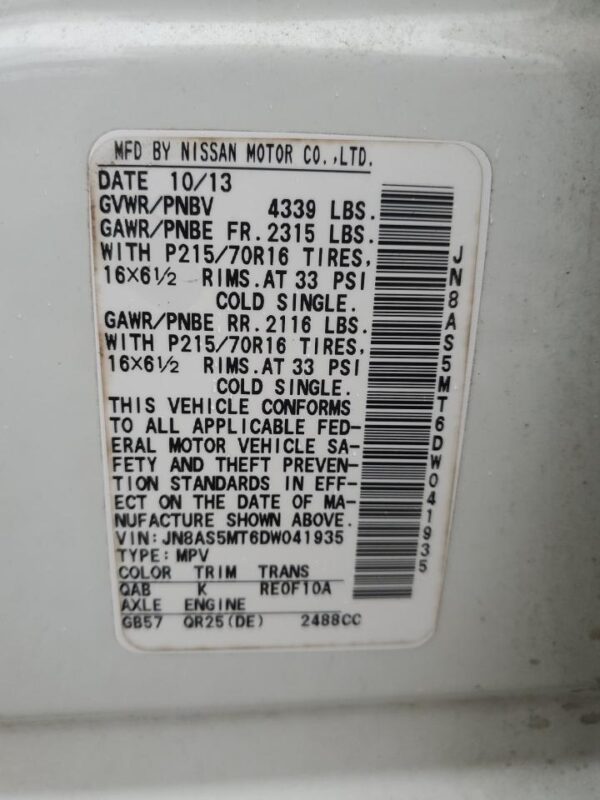 MFD BY NISSAN MOTOR CO.,LTD.
DATE 10/13
GVWR/PNBV 4339 LBS.
GAWR/PNBE FR.2315 LBS.
WITH P215/70R16 TIRES,
16X6½ RIMS.AT 33 PSI
COLD SINGLE.
GAWR/PNBE RR.2116 LBS.
WITH P215/70R16 TIRES,
16X6½ RIMS.AT 33 PSI
COLD SINGLE.
THIS VEHICLE CONFORMS
TO ALL APPLICABLE FED-
ERAL MOTOR VEHICLE SA-
FETY AND THEFT PREVEN-
TION STANDARDS IN EFF-
ECT ON THE DATE OF MA-
NUFACTURE SHOWN ABOVE.
VIN:JN8AS5MT6DW041935
TYPE:MPV
COLOR TRIM TRANS
QAB K RE0F10A
AXLE ENGINE
GB57 QR25(DE) 2488CC
JN8AS5MT6DW041935